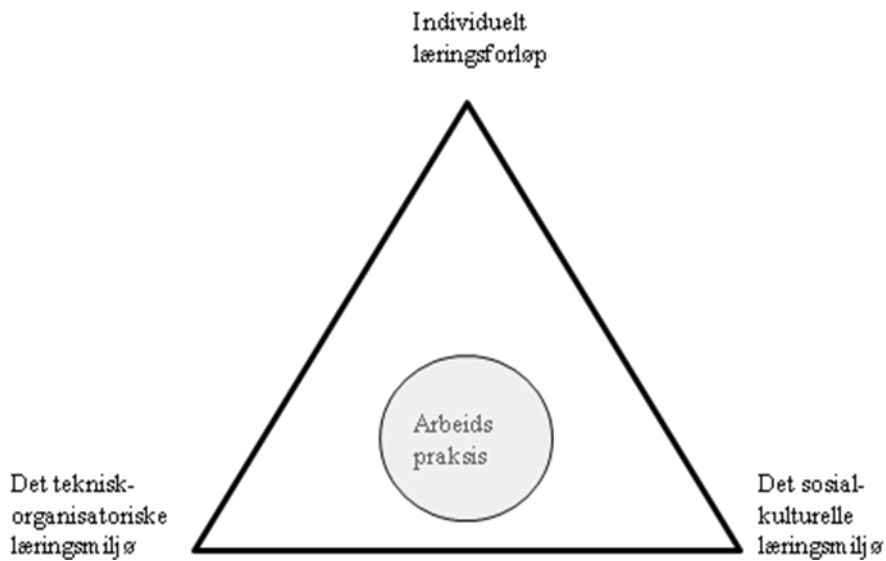 Individuelt
læringsforløp
Arbeids
praksis
Det teknisk-
organisatoriske
læringsmiljø
Det sosial-
kulturelle
læringsmiljø